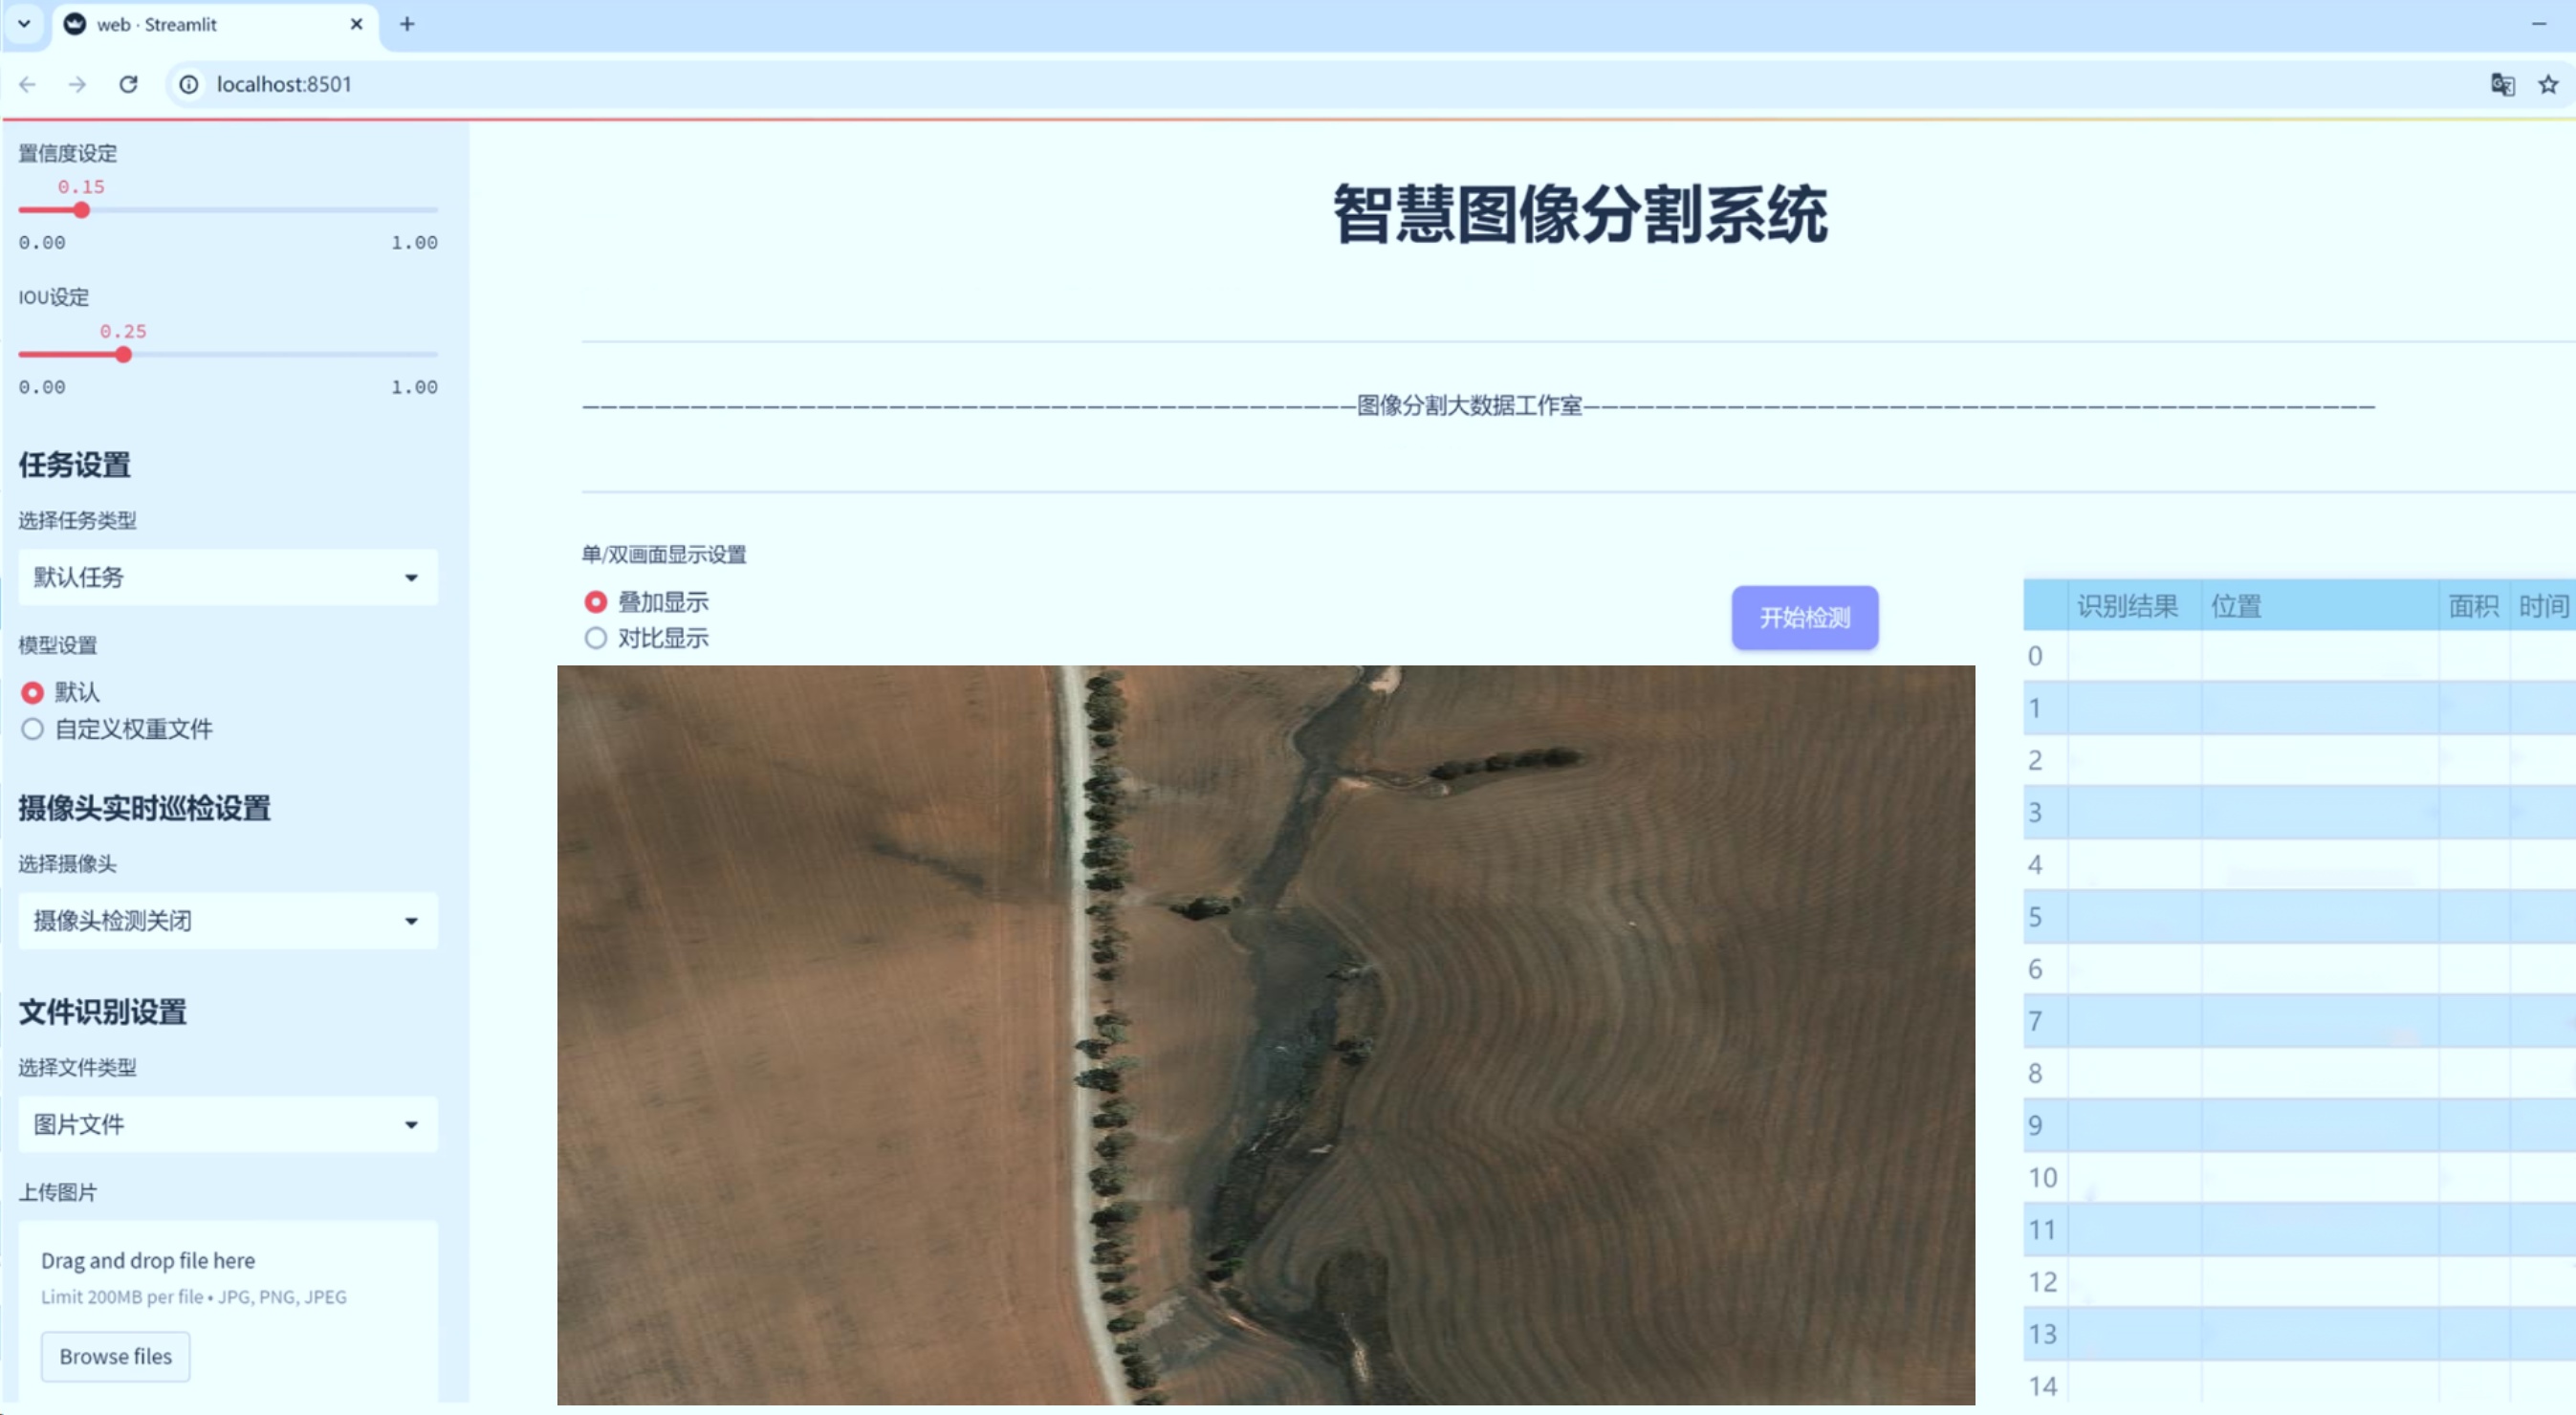 web · Streamlit
localhost:8501
置信度设定
0.15
0.00 1.00
IOU设定
0.25
0.00 1.00
任务设置
选择任务类型
默认任务
模型设置
默认
自定义权重文件
摄像头实时巡检设置
选择摄像头
摄像头检测关闭
文件识别设置
选择文件类型
图片文件
上传图片
Drag and drop file here
Limit 200MB per file • JPG, PNG, JPEG
Browse files
智慧图像分割系统
———————————————————————————————————————————图像分割大数据工作室————————————————————————————————————————————
单/双画面显示设置
叠加显示
对比显示
开始检测
识别结果 位置 面积 时间
0
1
2
3
4
5
6
7
8
9
10
11
12
13
14